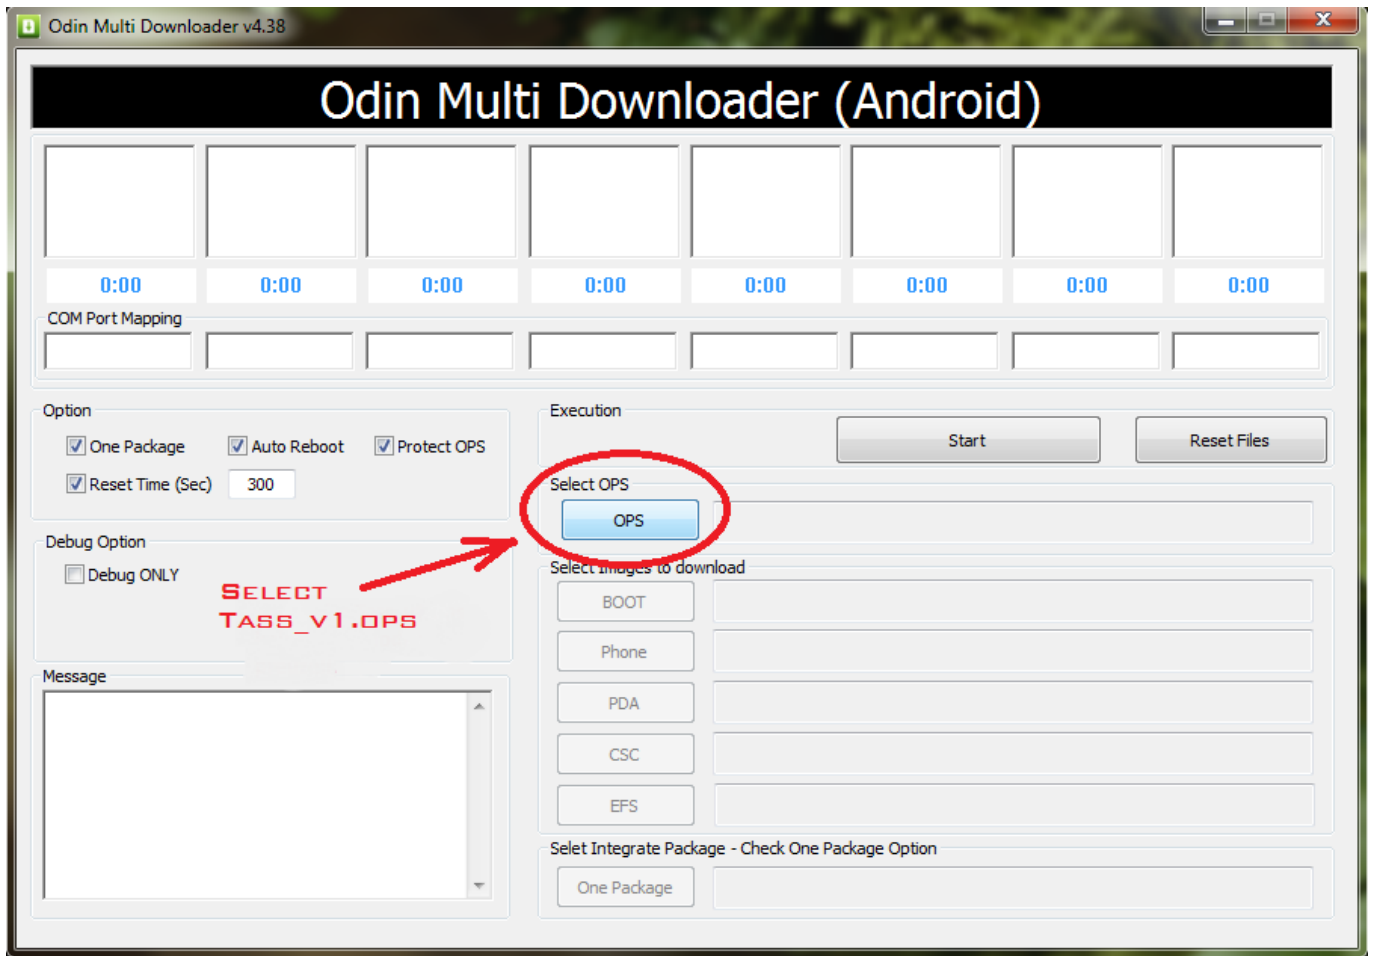 Odin Multi Downloader v4.38
Odin Multi Downloader (Android)
0:00 0:00 0:00 0:00 0:00 0:00 0:00 0:00
COM Port Mapping
Option
One Package Auto Reboot Protect OPS
Reset Time (Sec) 300
Debug Option
Debug ONLY
Select
Tass_v1.ops
Message
Execution
Start Reset Files
Select OPS
OPS
Select Images to download
BOOT
Phone
PDA
CSC
EFS
Selet Integrate Package - Check One Package Option
One Package